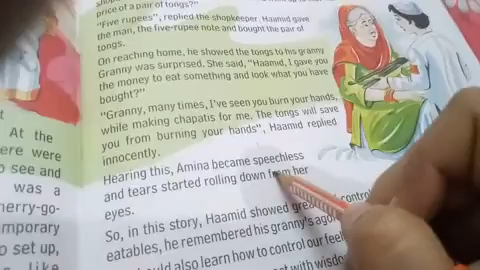 price of a pair of tongs?"
"Five rupees", replied the shopkeeper. Haamid gave
the man, the five-rupee note and bought the pair of
tongs.
On reaching home, he showed the tongs to his granny.
Granny was surprised. She said, "Haamid, I gave you
the money to eat something and look what you have
bought?"
"Granny, many times, I've seen you burn your hands,
while making chapatis for me. The tongs will save
you from burning your hands", Haamid replied
innocently.
Hearing this, Amina became speechless
and tears started rolling down from her
eyes.
So, in this story, Haamid showed control
eatables, he remembered his granny's
should also learn how to control our
with
At the
ere were
o see and
was a
nerry-go-
mporary
o set up,
like